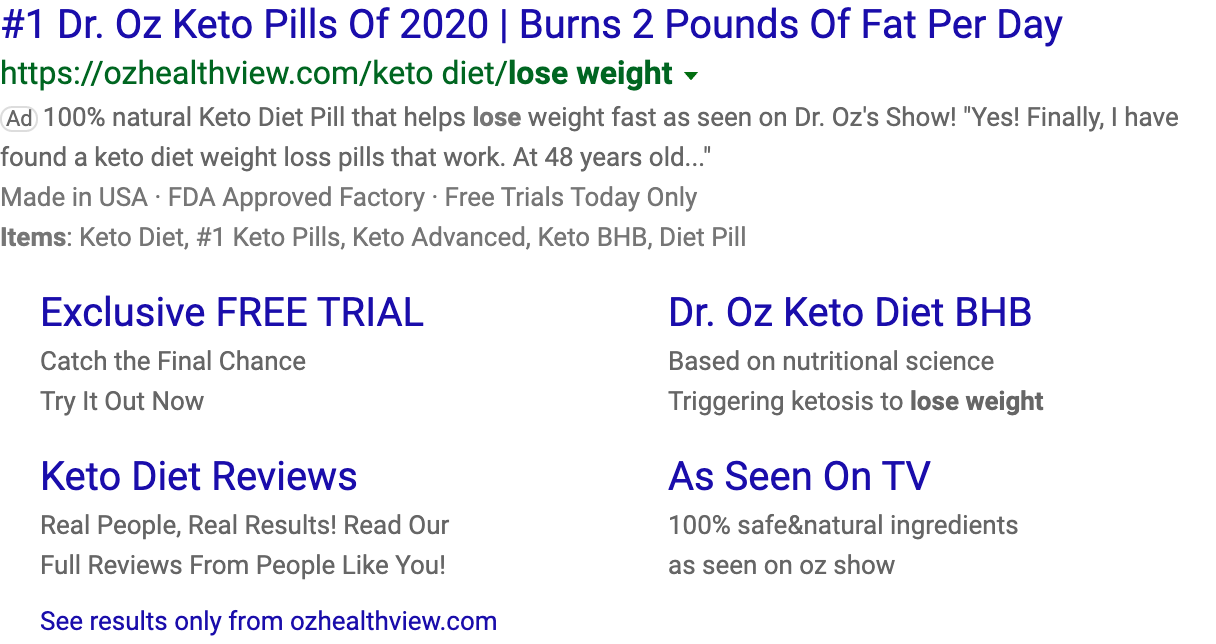 #1 Dr. Oz Keto Pills Of 2020 | Burns 2 Pounds Of Fat Per Day
https://ozhealthview.com/keto diet/lose weight
Ad 100% natural Keto Diet Pill that helps lose weight fast as seen on Dr. Oz's Show! "Yes! Finally, I have
found a keto diet weight loss pills that work. At 48 years old..."
Made in USA · FDA Approved Factory · Free Trials Today Only
Items: Keto Diet, #1 Keto Pills, Keto Advanced, Keto BHB, Diet Pill
Exclusive FREE TRIAL
Catch the Final Chance
Try It Out Now
Dr. Oz Keto Diet BHB
Based on nutritional science
Triggering ketosis to lose weight
Keto Diet Reviews
Real People, Real Results! Read Our
Full Reviews From People Like You!
As Seen On TV
100% safe&natural ingredients
as seen on oz show
See results only from ozhealthview.com